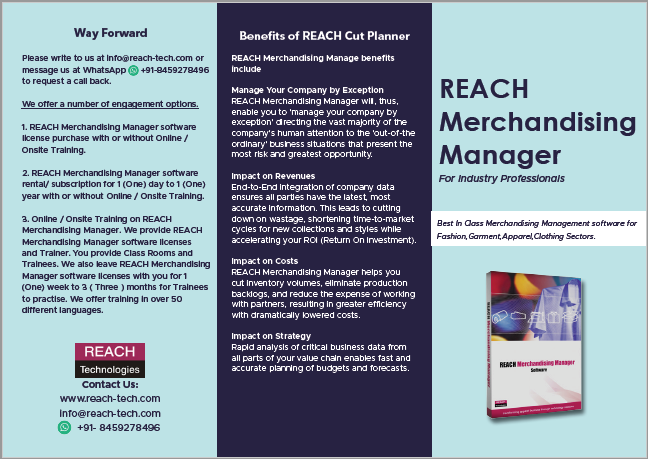 Way Forward
Please write to us at info@reach-tech.com or
message us at WhatsApp +91-8459278496
to request a call back.
We offer a number of engagement options.
1. REACH Merchandising Manager software
license purchase with or without Online /
Onsite Training.
2. REACH Merchandising Manager software
rental/ subscription for 1 (One) day to 1 (One)
year with or without Online / Onsite Training.
3. Online / Onsite Training on REACH
Merchandising Manager. We provide REACH
Merchandising Manager software licenses
and Trainer. You provide Class Rooms and
Trainees. We also leave REACH Merchandising
Manager software licenses with you for 1
(One) week to 3 ( Three ) months for Trainees
to practise. We offer training in over 50
different languages.
REACH
Technologies
Contact Us:
www.reach-tech.com
info@reach-tech.com
+91- 8459278496
Benefits of REACH Cut Planner
REACH Merchandising Manage benefits
include
Manage Your Company by Exception
REACH Merchandising Manager will, thus,
enable you to 'manage your company by
exception' directing the vast majority of the
company's human attention to the 'out-of-the
ordinary' business situations that present the
most risk and greatest opportunity.
Impact on Revenues
End-to-End integration of company data
ensures all parties have the latest, most
accurate information. This leads to cutting
down on wastage, shortening time-to-market
cycles for new collections and styles while
accelerating your ROI (Return On Investment).
Impact on Costs
REACH Merchandising Manager helps you
cut inventory volumes, eliminate production
backlogs, and reduce the expense of working
with partners, resulting in greater efficiency
with dramatically lowered costs.
Impact on Strategy
Rapid analysis of critical business data from
all parts of your value chain enables fast and
accurate planning of budgets and forecasts.
REACH
Merchandising
Manager
For Industry Professionals
Best In Class Merchandising Management software for
Fashion,Garment,Apparel,Clothing Sectors.
REACH Merchandising Manager
Software
REACH Merchandising Manager